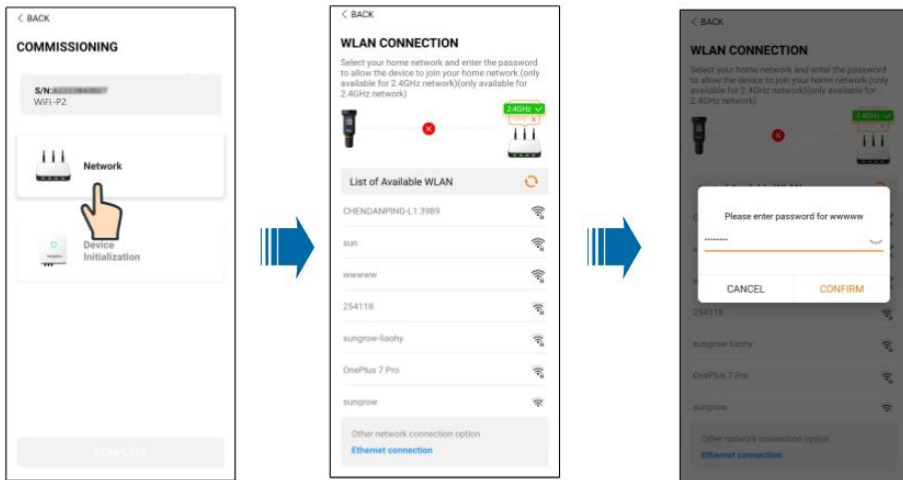 < BACK
COMMISSIONING
S/N:
WiFi-P2
Network
Device
Initialization
COMPLETE
< BACK
WLAN CONNECTION
Select your home network and enter the password
to allow the device to join your home network.(only
available for 2.4GHz network)(only available for
2.4GHz network)
2.4GHz
List of Available WLAN
CHENDANPING-L1 3989
sun
wwwww
254118
sungrow-liaohy
OnePlus 7 Pro
sungrow
Other network connection option
Ethernet connection
< BACK
WLAN CONNECTION
Select your home network and enter the password
to allow the device to join your home network.(only
available for 2.4GHz network)(only available for
2.4GHz network)
2.4GHz
Please enter password for wwwww
CANCEL
CONFIRM
254118
sungrow-liaohy
OnePlus 7 Pro
sungrow
Other network connection option
Ethernet connection